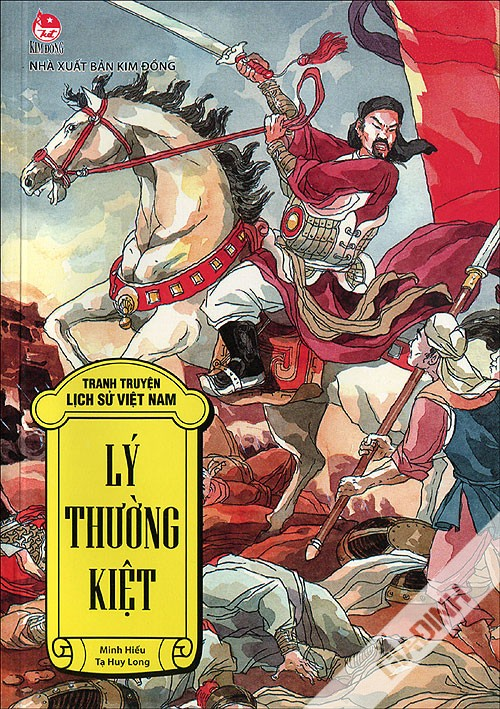 KIM ĐỒNG
NHÀ XUẤT BẢN KIM ĐỒNG
TRANH TRUYỆN
LỊCH SỬ VIỆT NAM
LÝ
THƯỜNG
KIỆT
Minh Hiếu
Tạ Huy Long